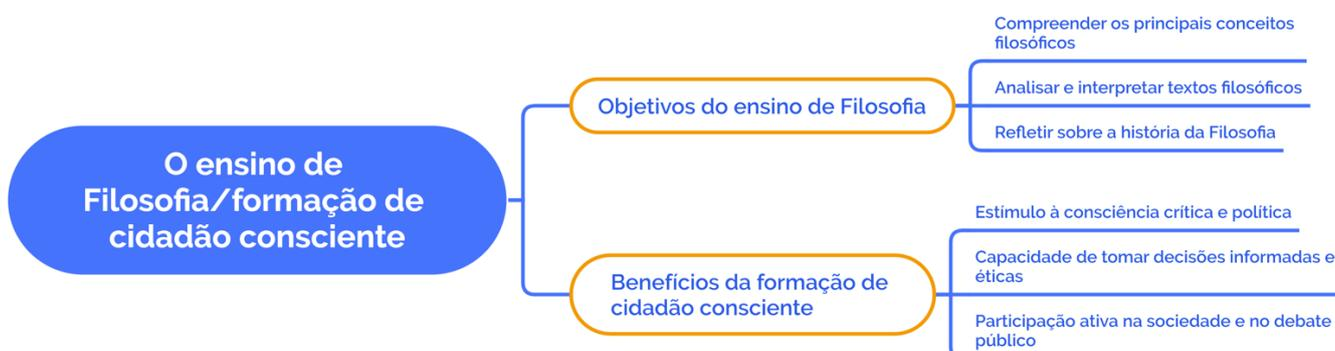 O ensino de
Filosofia/formação de
cidadão consciente
Objetivos do ensino de Filosofia
Compreender os principais conceitos
filosóficos
Analisar e interpretar textos filosóficos
Refletir sobre a história da Filosofia
Benefícios da formação de
cidadão consciente
Estímulo à consciência crítica e política
Capacidade de tomar decisões informadas e
éticas
Participação ativa na sociedade e no debate
público